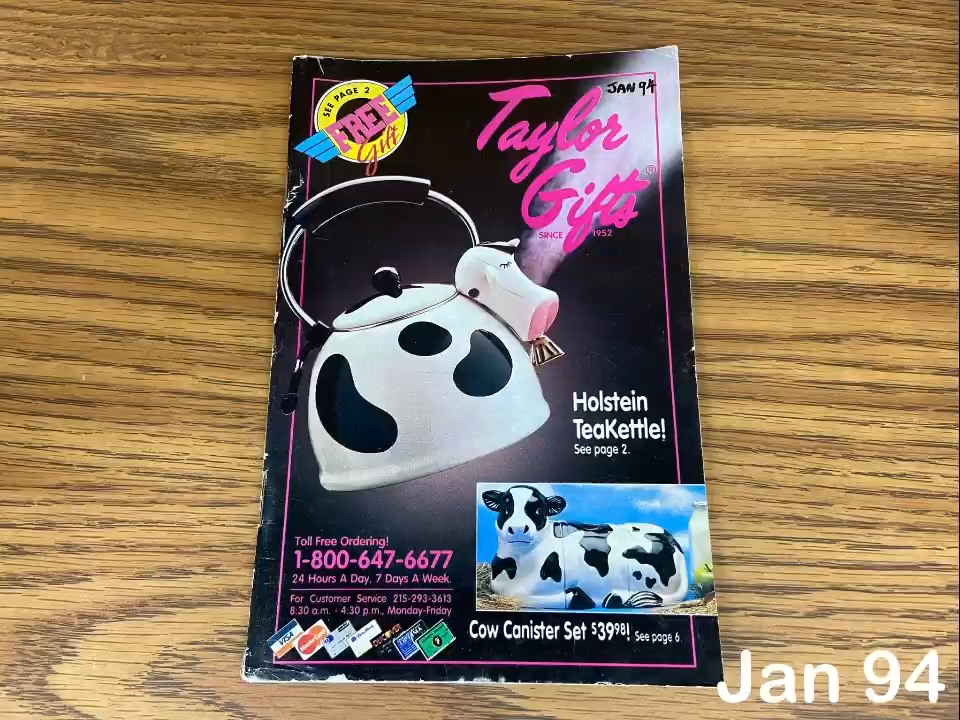 SEE PAGE 2
FREE
gift
JAN 94
Taylor
Gifts®
SINCE 1952
Holstein
TeaKettle!
See page 2.
Toll Free Ordering!
1-800-647-6677
24 Hours A Day. 7 Days A Week.
For Customer Service 215-293-3613
8:30 a.m. - 4:30 p.m., Monday-Friday
VISA
MasterCard
DISCOVER
Cow Canister Set $39.98! See page 6.
Jan 94